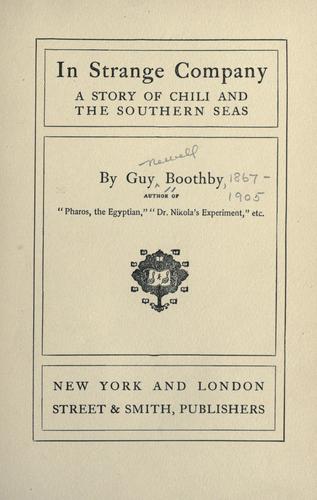 In Strange Company
A STORY OF CHILI AND
THE SOUTHERN SEAS
Newell
By Guy Boothby, 1867-
1905
AUTHOR OF
"Pharos, the Egyptian," "Dr. Nikola's Experiment," etc.
NEW YORK AND LONDON
STREET & SMITH, PUBLISHERS